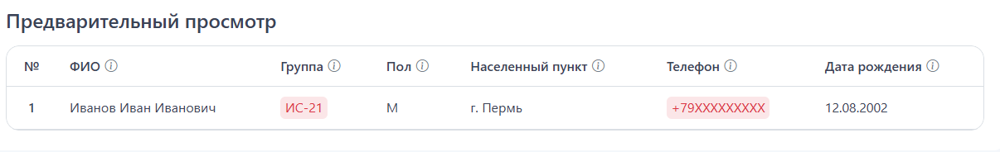 Предварительный просмотр
№ ФИО Группа Пол Населенный пункт Телефон Дата рождения
1 Иванов Иван Иванович ИС-21 М г. Пермь +79XXXXXXXXX 12.08.2002